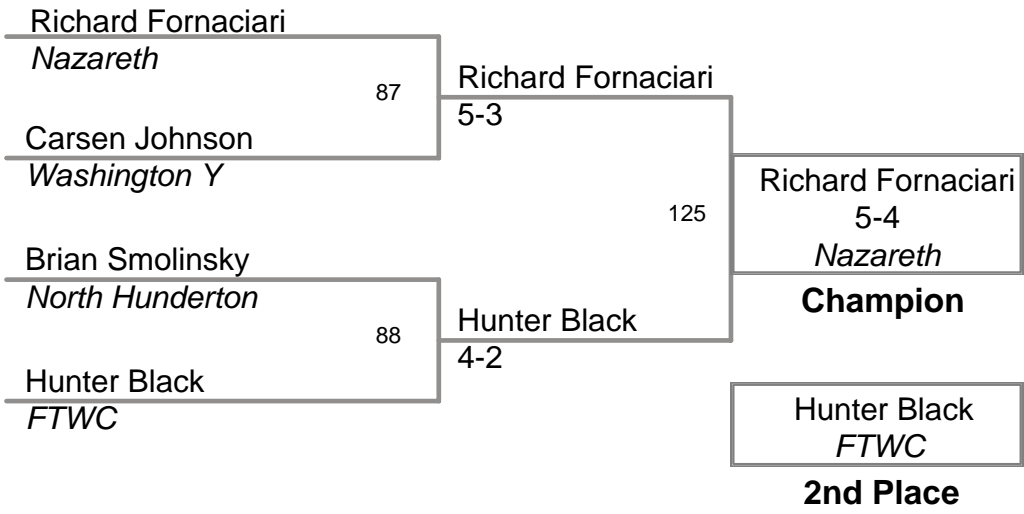 Richard Fornaciari
Nazareth
87
Carsen Johnson
Washington Y
Richard Fornaciari
5-3
Brian Smolinsky
North Hunderton
88
Hunter Black
FTWC
Hunter Black
4-2
125
Richard Fornaciari
5-4
Nazareth
Champion
Hunter Black
FTWC
2nd Place